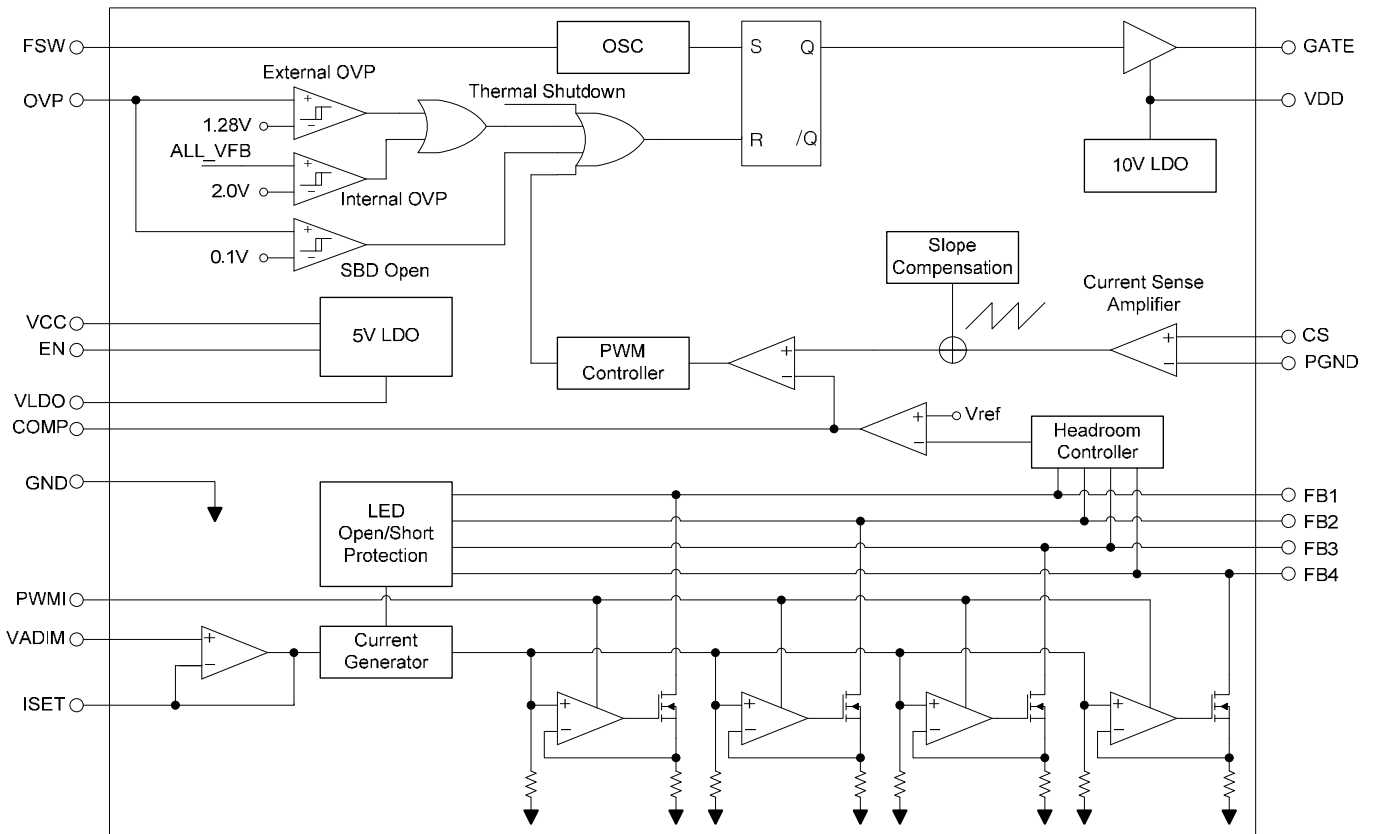 FSW
OSC
S
Q
GATE
External OVP
Thermal Shutdown
OVP
+
−
1.28V
VDD
R
/Q
10V LDO
ALL_VFB
+
−
2.0V
Internal OVP
+
−
0.1V
SBD Open
Slope
Compensation
Current Sense
Amplifier
VCC
EN
5V LDO
PWM
Controller
+
−
+
−
CS
PGND
VLDO
COMP
+
−
Vref
Headroom
Controller
GND
LED
Open/Short
Protection
FB1
FB2
FB3
FB4
PWMI
VADIM
+
−
Current
Generator
ISET
+
−
+
−
+
−
+
−